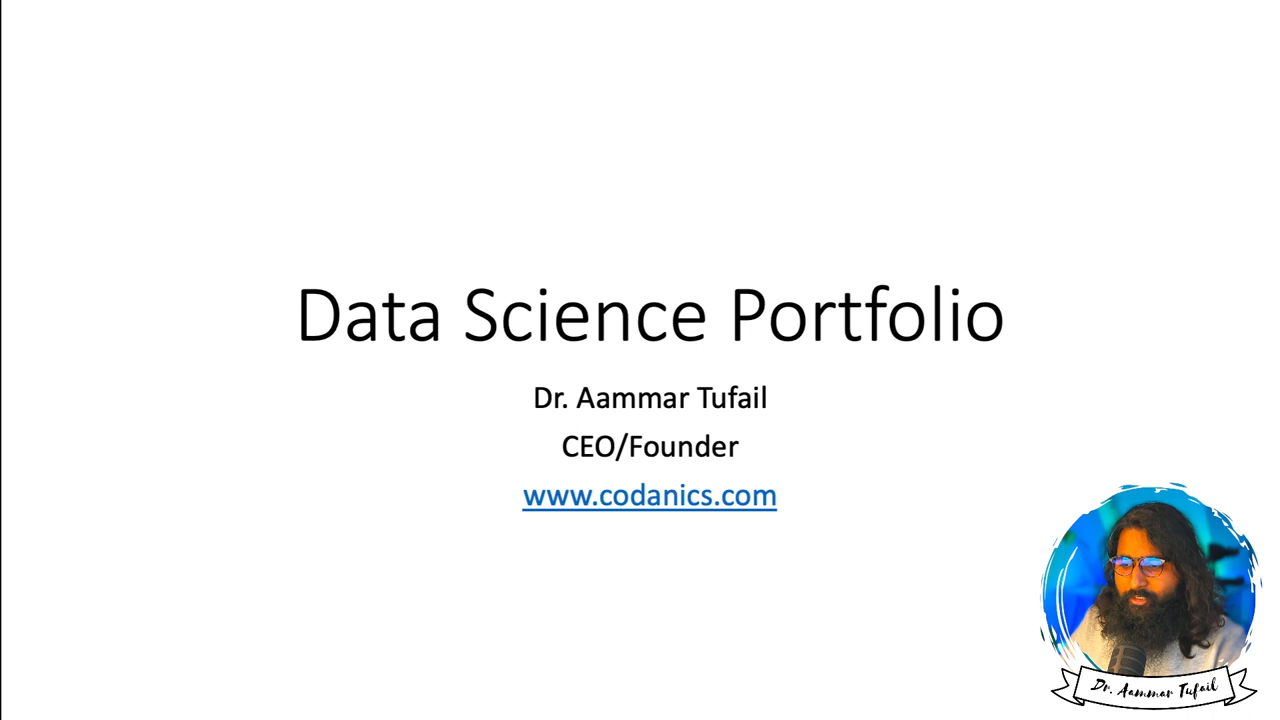 Data Science Portfolio
Dr. Aammar Tufail
CEO/Founder
www.codanics.com
Dr. Aammar Tufail